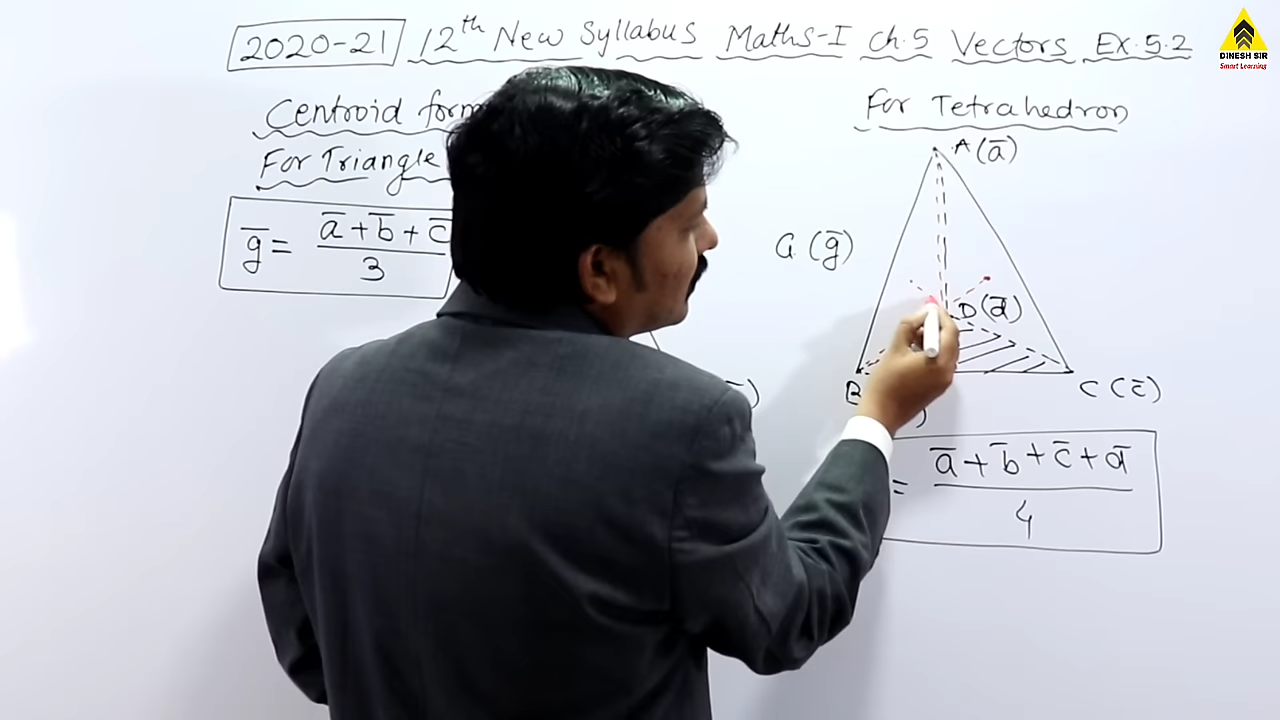 2020-21 12th New Syllabus Maths-I Ch.5 Vectors Ex.5.2
DINESH SIR
Smart Learning
Centroid form
For Triangle
g̅ = a̅+b̅+c̅
3
For Tetrahedron
A (a̅)
G (g̅)
D (d̅)
B
C (c̅)
)
)
= a̅+b̅+c̅+d̅
4